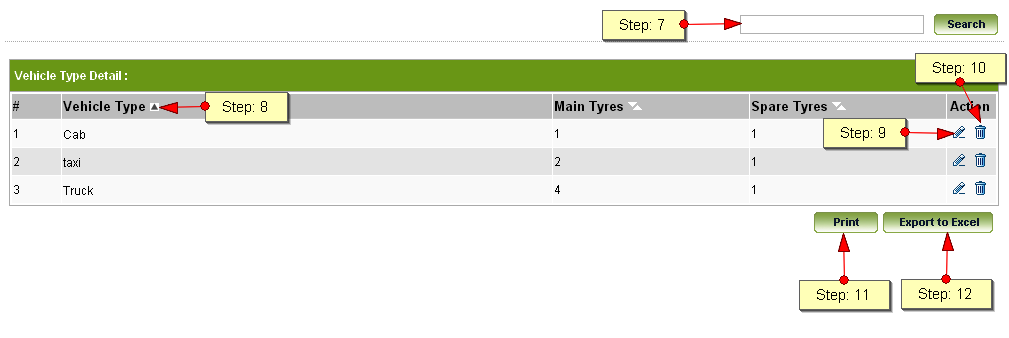 Step: 7
Search
Vehicle Type Detail :
Step: 10
# Vehicle Type Main Tyres Spare Tyres Action
Step: 8
1 Cab 1 1
Step: 9
2 taxi 2 1
3 Truck 4 1
Print Export to Excel
Step: 11 Step: 12